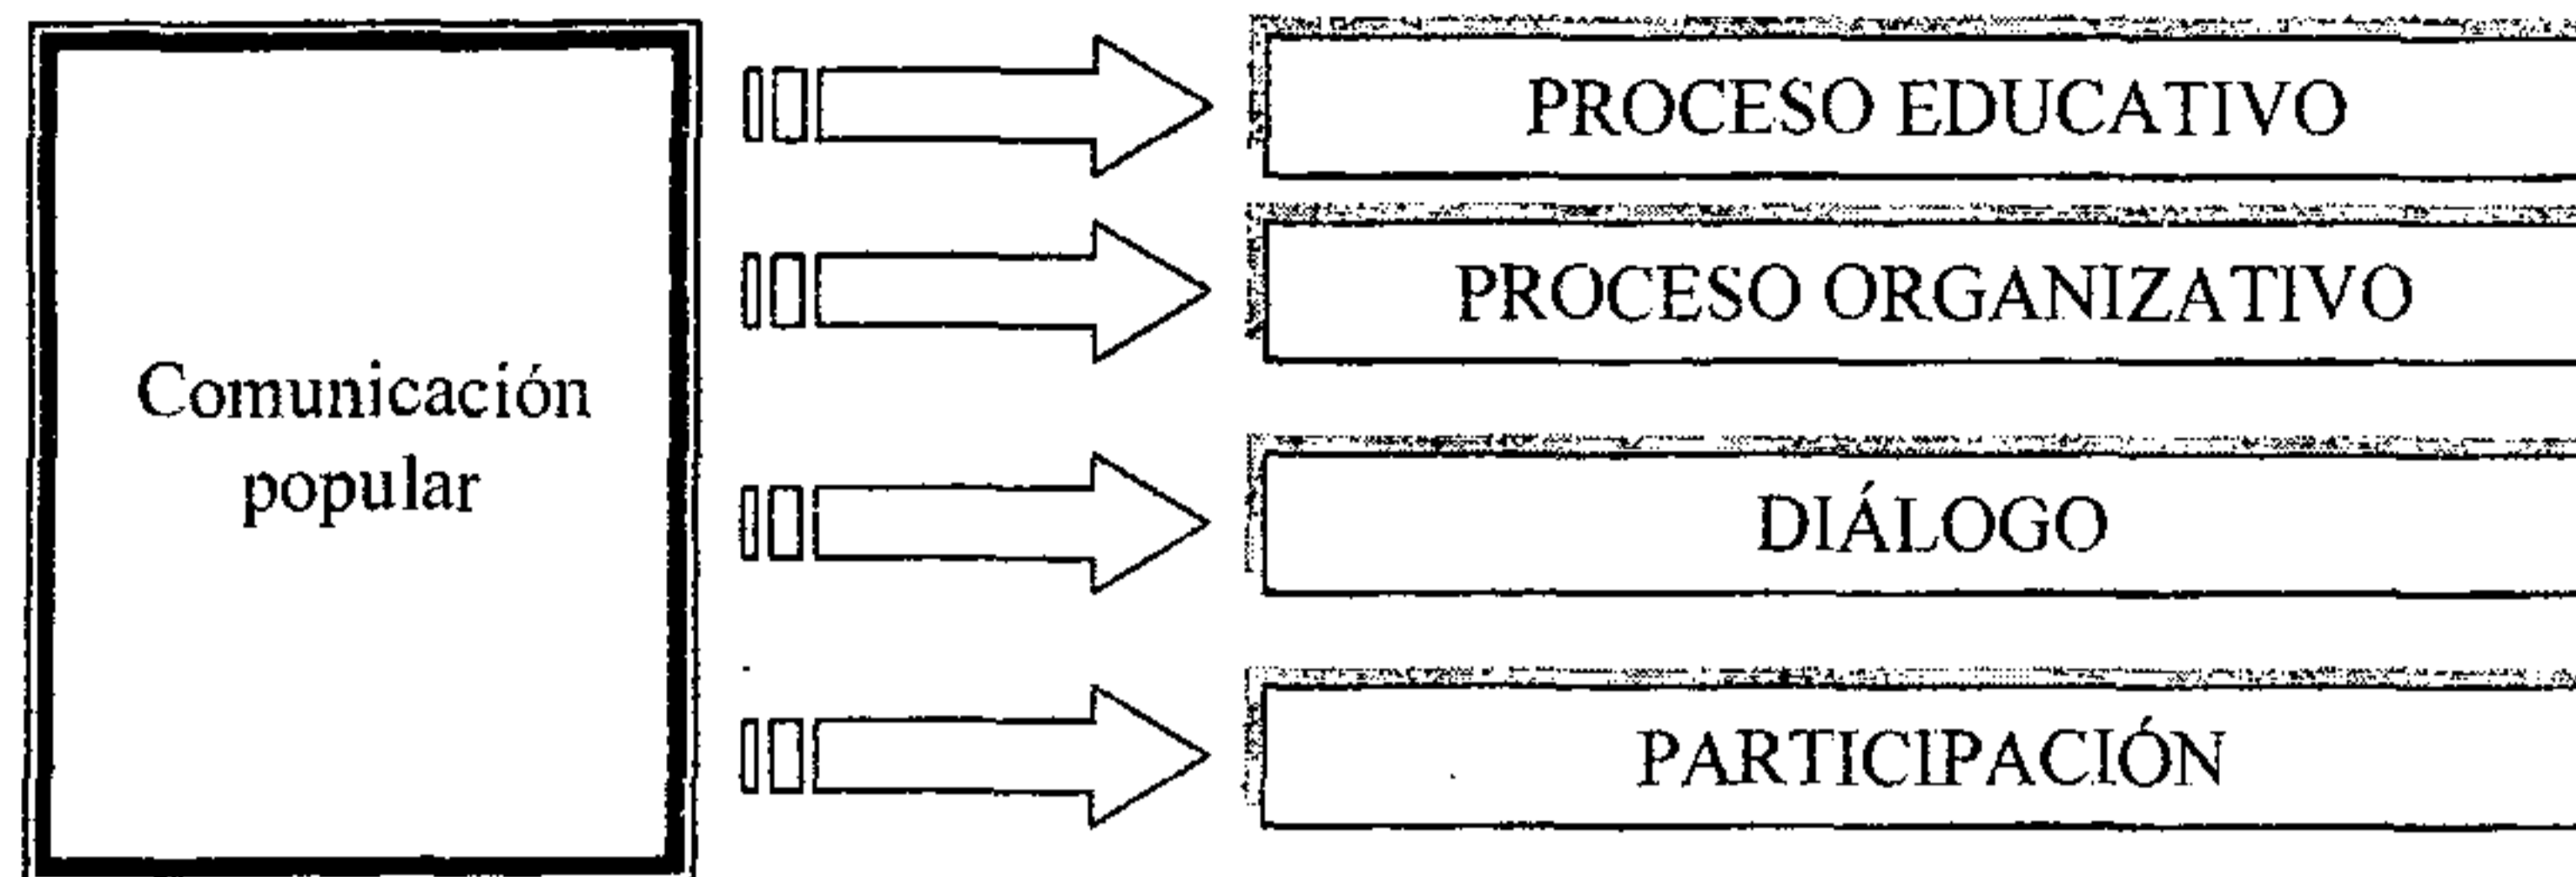 Comunicación
popular
PROCESO EDUCATIVO
PROCESO ORGANIZATIVO
DIÁLOGO
PARTICIPACIÓN